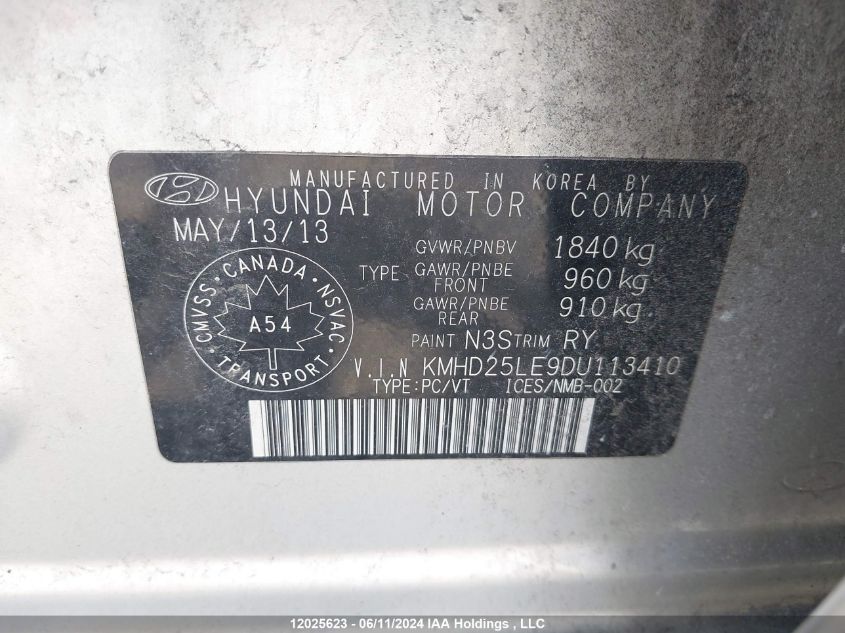 MANUFACTURED IN KOREA BY
HYUNDAI MOTOR COMPANY
MAY/13/13
GVWR/PNBV 1840 kg
TYPE GAWR/PNBE FRONT 960 kg
GAWR/PNBE REAR 910 kg
CMVSS · CANADA · NSVAC
A54
TRANSPORT
PAINT N3S TRIM RY
V.I.N KMHD25LE9DU113410
TYPE:PC/VT ICES/NMB-002
12025623 - 06/11/2024 IAA Holdings , LLC